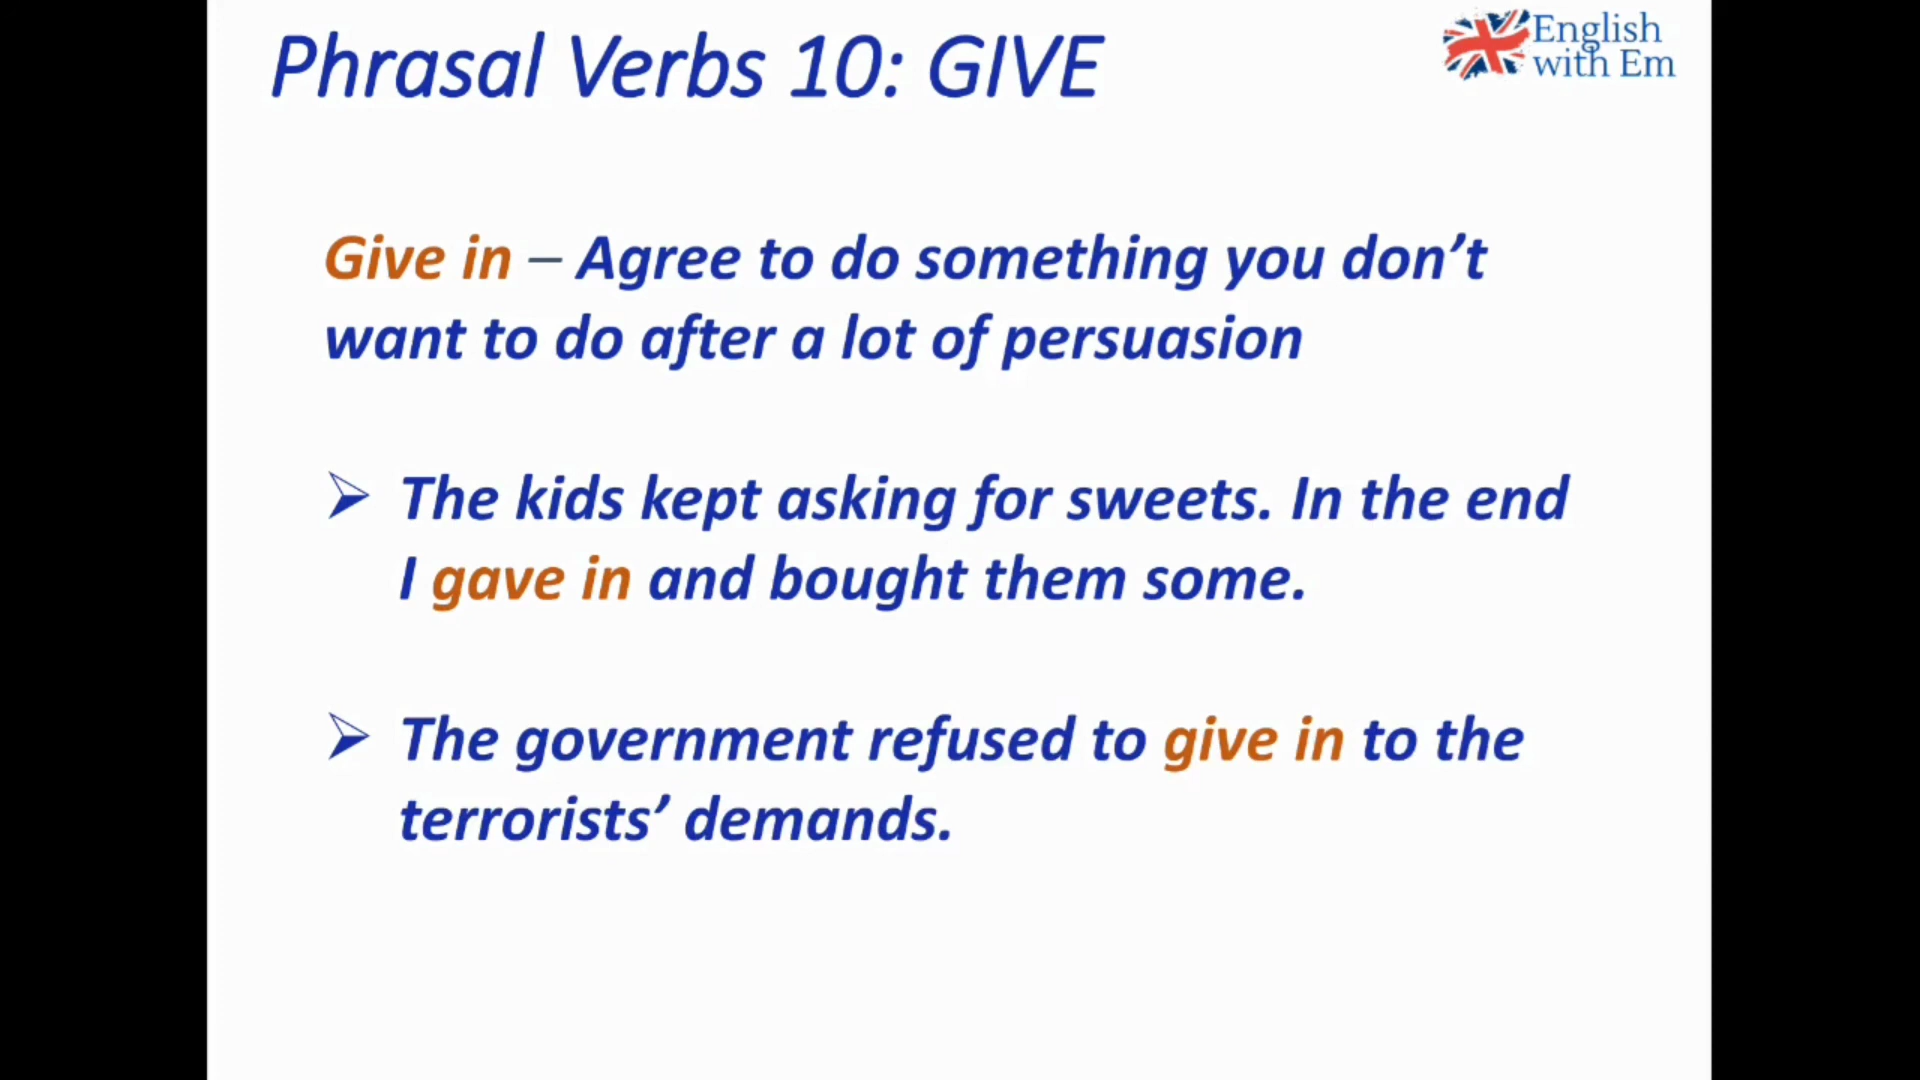 Phrasal Verbs 10: GIVE
English
with Em
Give in – Agree to do something you don’t
want to do after a lot of persuasion
➢ The kids kept asking for sweets. In the end
I gave in and bought them some.
➢ The government refused to give in to the
terrorists’ demands.